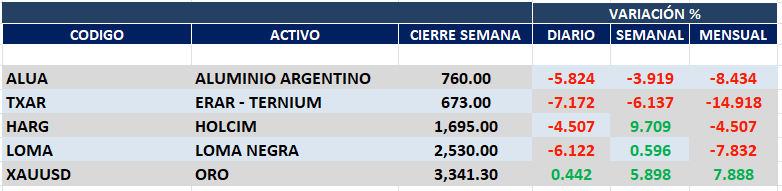 VARIACIÓN %
CODIGO ACTIVO CIERRE SEMANA DIARIO SEMANAL MENSUAL
ALUA ALUMINIO ARGENTINO 760.00 -5.824 -3.919 -8.434
TXAR ERAR - TERNIUM 673.00 -7.172 -6.137 -14.918
HARG HOLCIM 1,695.00 -4.507 9.709 -4.507
LOMA LOMA NEGRA 2,530.00 -6.122 0.596 -7.832
XAUUSD ORO 3,341.30 0.442 5.898 7.888